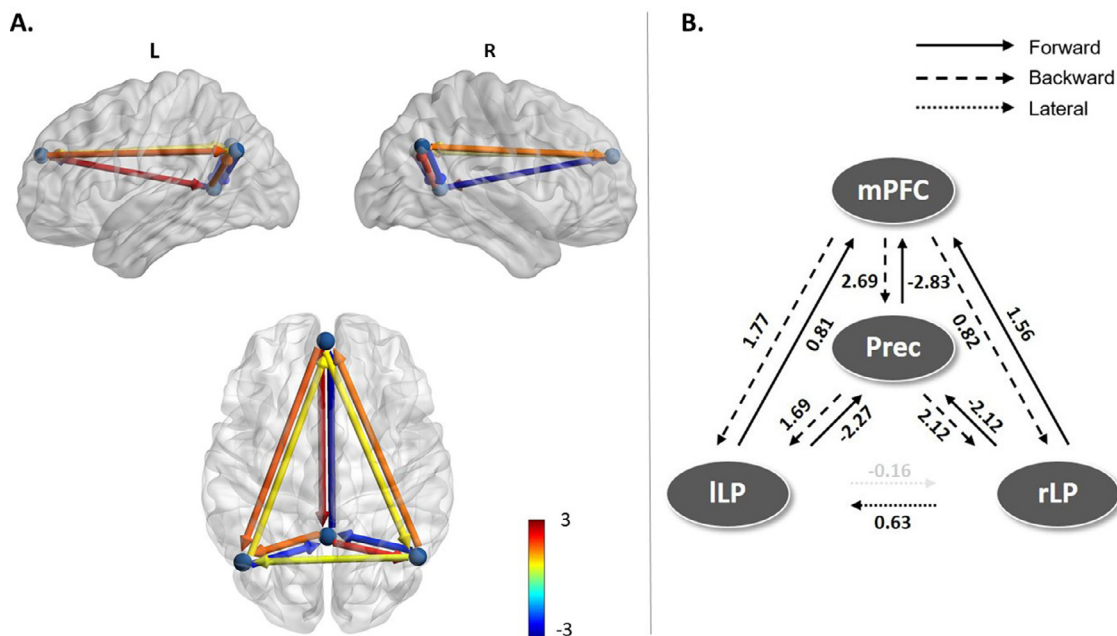 A.
L
R
3
-3
B.
Forward
Backward
Lateral
mPFC
2.69
-2.83
1.77
0.81
0.82
1.56
Prec
1.69
-2.27
2.12
-2.12
lLP
-0.16
0.63
rLP